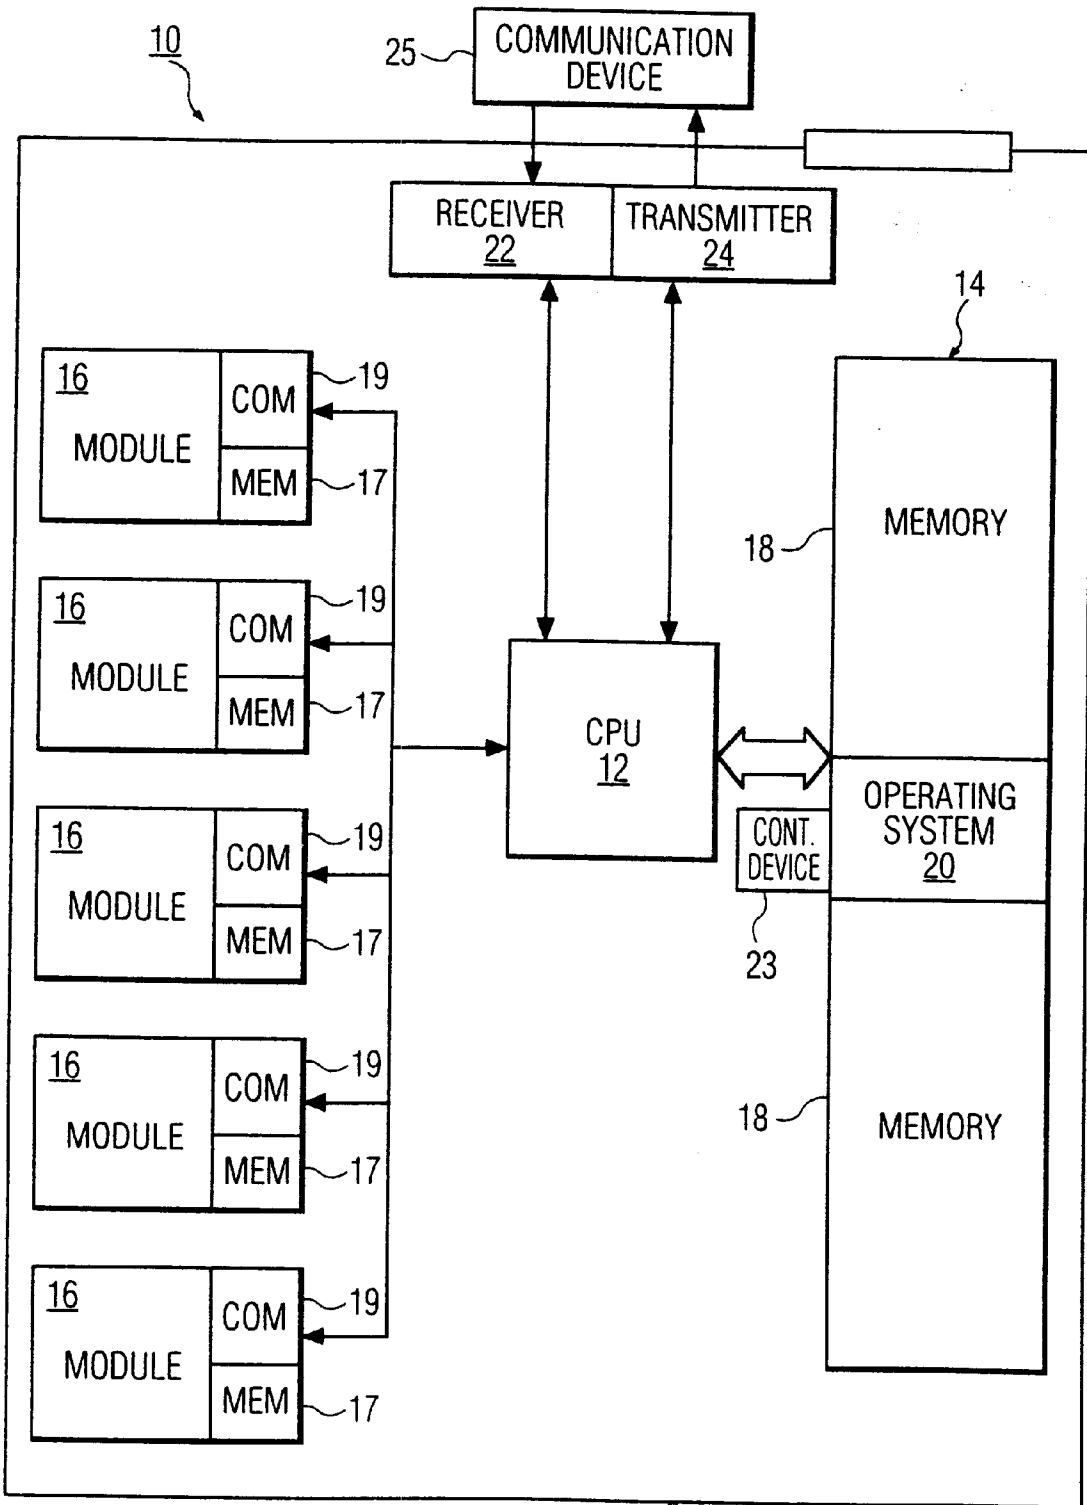 10
25
COMMUNICATION
DEVICE
RECEIVER
22
TRANSMITTER
24
14
16
MODULE
COM
19
MEM
17
16
MODULE
COM
19
MEM
17
16
MODULE
COM
19
MEM
17
16
MODULE
COM
19
MEM
17
16
MODULE
COM
19
MEM
17
CPU
12
18
MEMORY
OPERATING
SYSTEM
20
CONT.
DEVICE
23
18
MEMORY